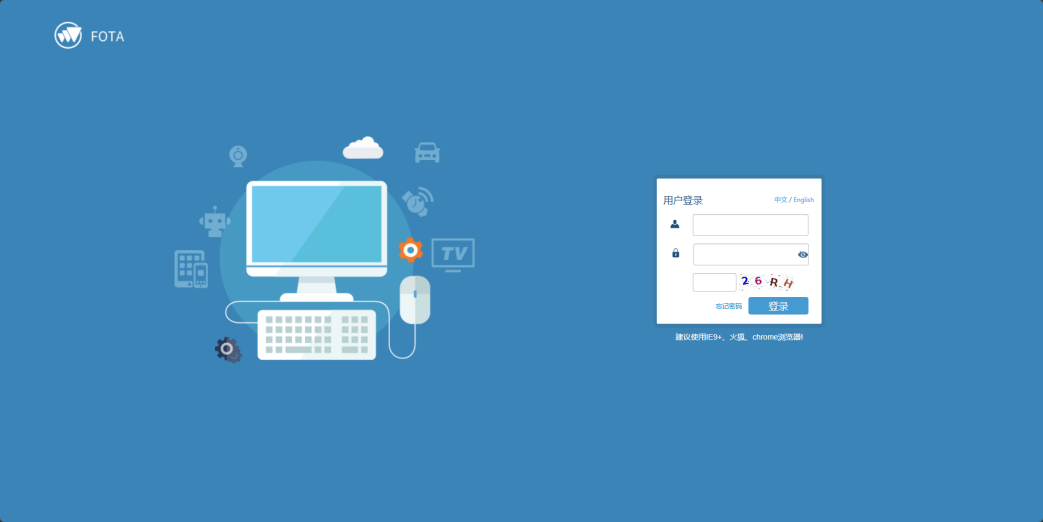 FOTA
用户登录
中文 / English
TV
26RH
忘记密码
登录
建议使用IE9+、火狐、chrome浏览器!